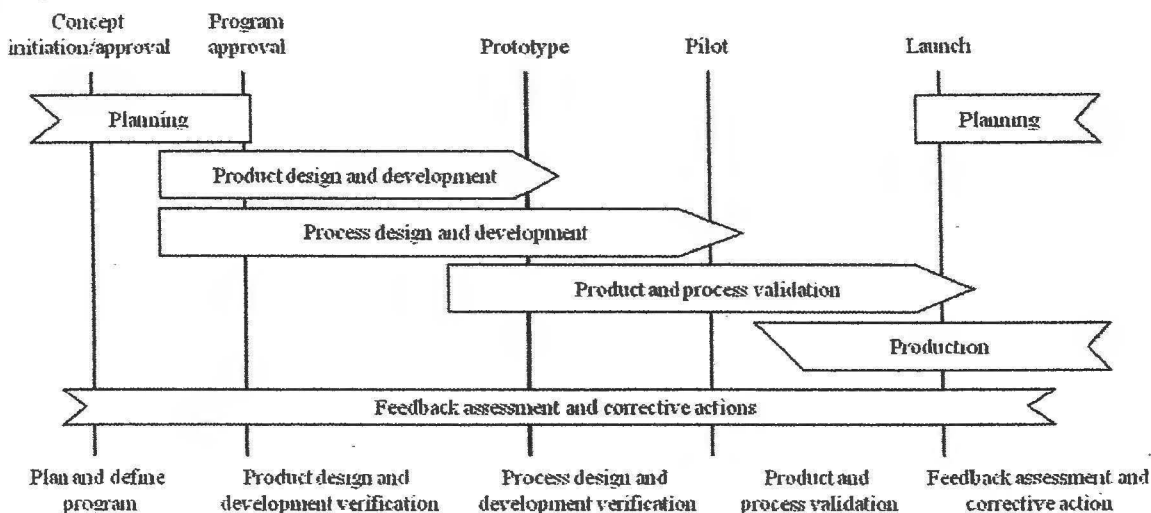 Concept
initiation/approval
Program
approval
Prototype
Pilot
Launch
Planning
Planning
Product design and development
Process design and development
Product and process validation
Production
Feedback assessment and corrective actions
Plan and define
program
Product design and
development verification
Process design and
development verification
Product and
process validation
Feedback assessment and
corrective action